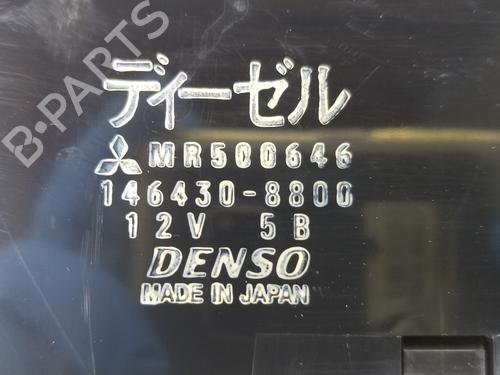 B-PARTS
ディーゼル
MR500646
146430-8800
12V 5B
DENSO
MADE IN JAPAN